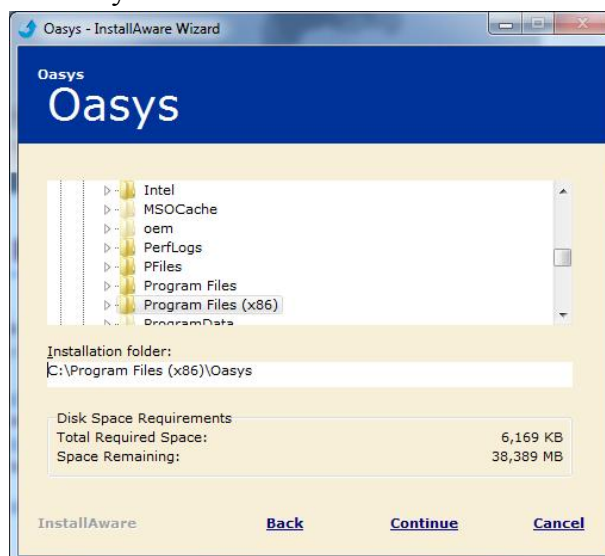 Oasys - InstallAware Wizard
Oasys
Oasys
Intel
MSOCache
oem
PerfLogs
PFiles
Program Files
Program Files (x86)
ProgramData
Installation folder:
C:\Program Files (x86)\Oasys
Disk Space Requirements
Total Required Space: 6,169 KB
Space Remaining: 38,389 MB
InstallAware Back Continue Cancel